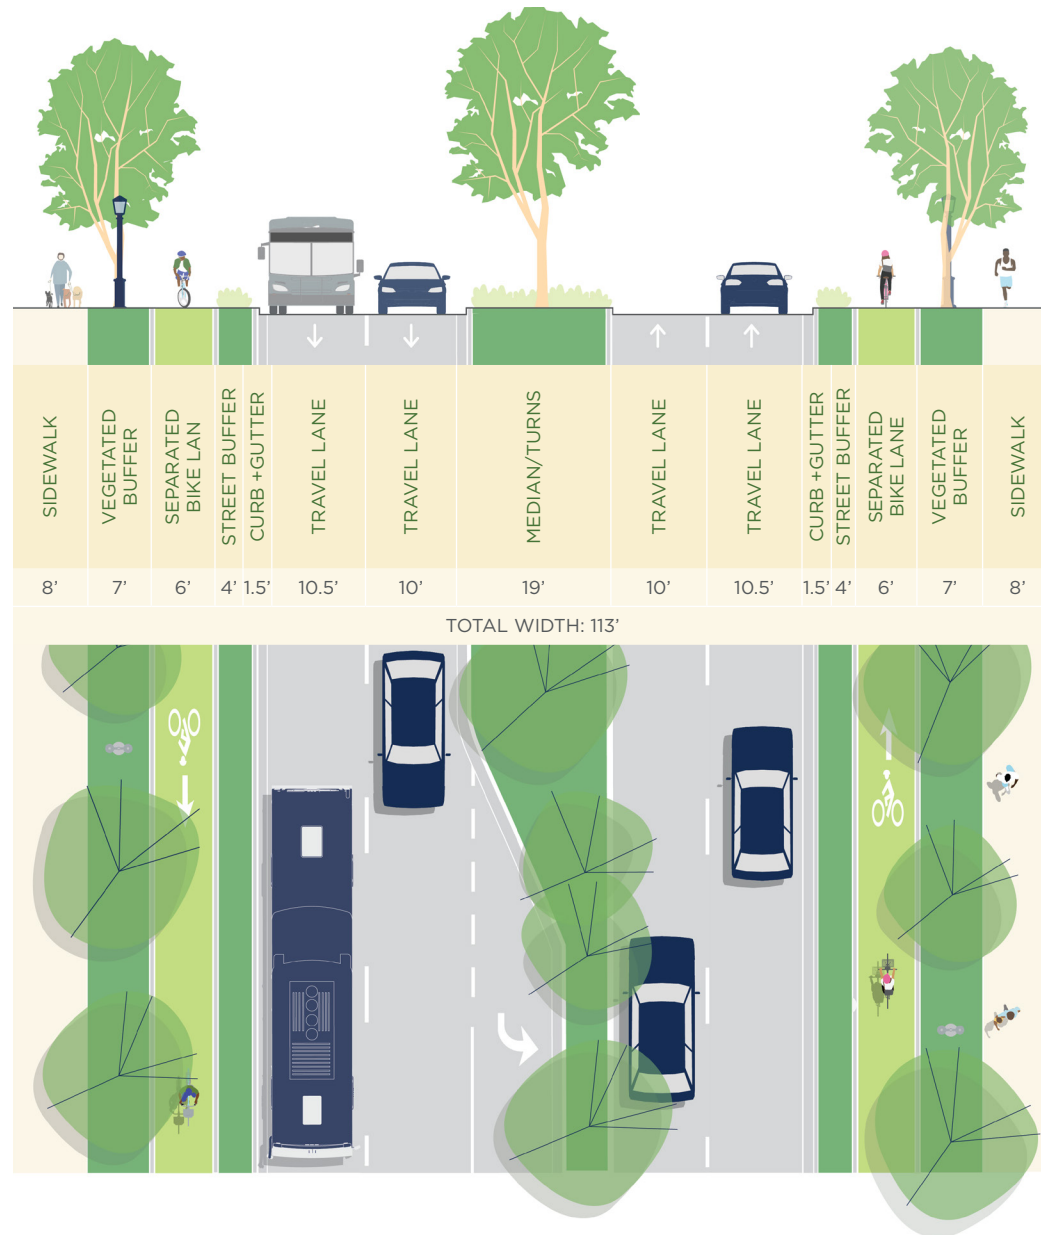 SIDEWALK
VEGETATED
BUFFER
SEPARATED
BIKE LAN
STREET BUFFER
CURB +GUTTER
TRAVEL LANE
TRAVEL LANE
MEDIAN/TURNS
TRAVEL LANE
TRAVEL LANE
CURB +GUTTER
STREET BUFFER
SEPARATED
BIKE LANE
VEGETATED
BUFFER
SIDEWALK
8’ 7’ 6’ 4’ 1.5’ 10.5’ 10’ 19’ 10’ 10.5’ 1.5’ 4’ 6’ 7’ 8’
TOTAL WIDTH: 113’